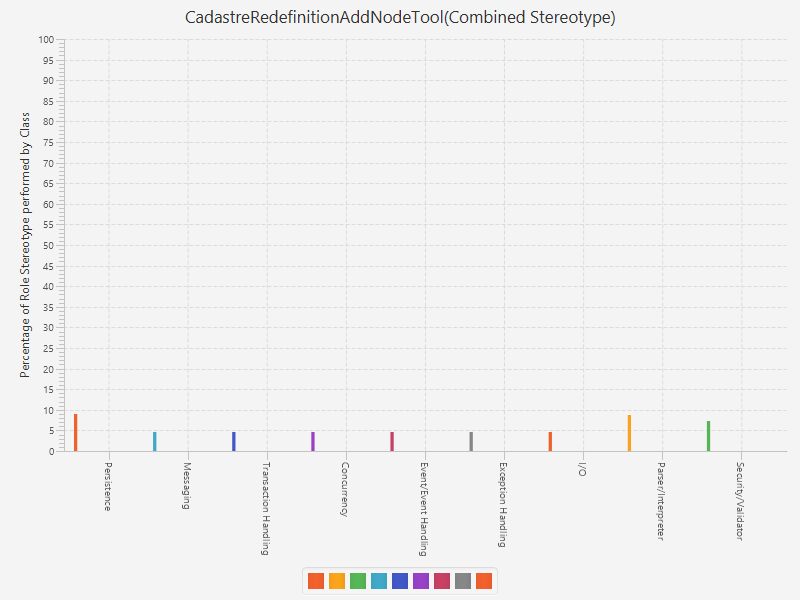 CadastreRedefinitionAddNodeTool(Combined Stereotype)
Percentage of Role Stereotype performed by Class
100
95
90
85
80
75
70
65
60
55
50
45
40
35
30
25
20
15
10
5
0
Persistence
Messaging
Transaction Handling
Concurrency
Event/Event Handling
Exception Handling
I/O
Parser/Interpreter
Security/Validator